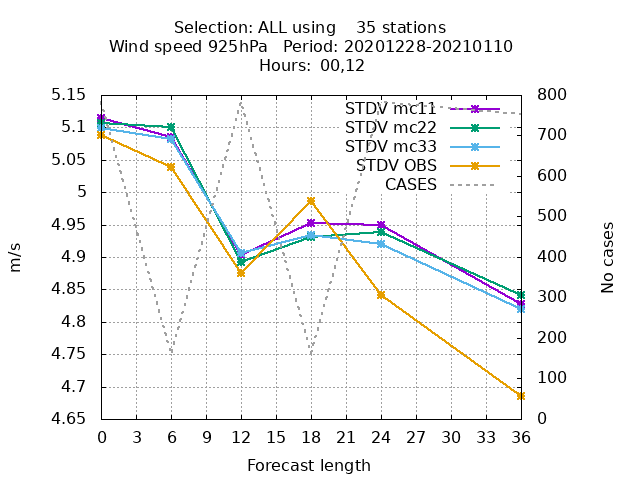 Selection: ALL using    35 stations
Wind speed 925hPa   Period: 20201228-20210110
Hours: 00,12
STDV mc11
STDV mc22
STDV mc33
STDV OBS
CASES
5.15
5.1
5.05
5
4.95
4.9
4.85
4.8
4.75
4.7
4.65
m/s
800
700
600
500
400
300
200
100
0
No cases
0 3 6 9 12 15 18 21 24 27 30 33 36
Forecast length